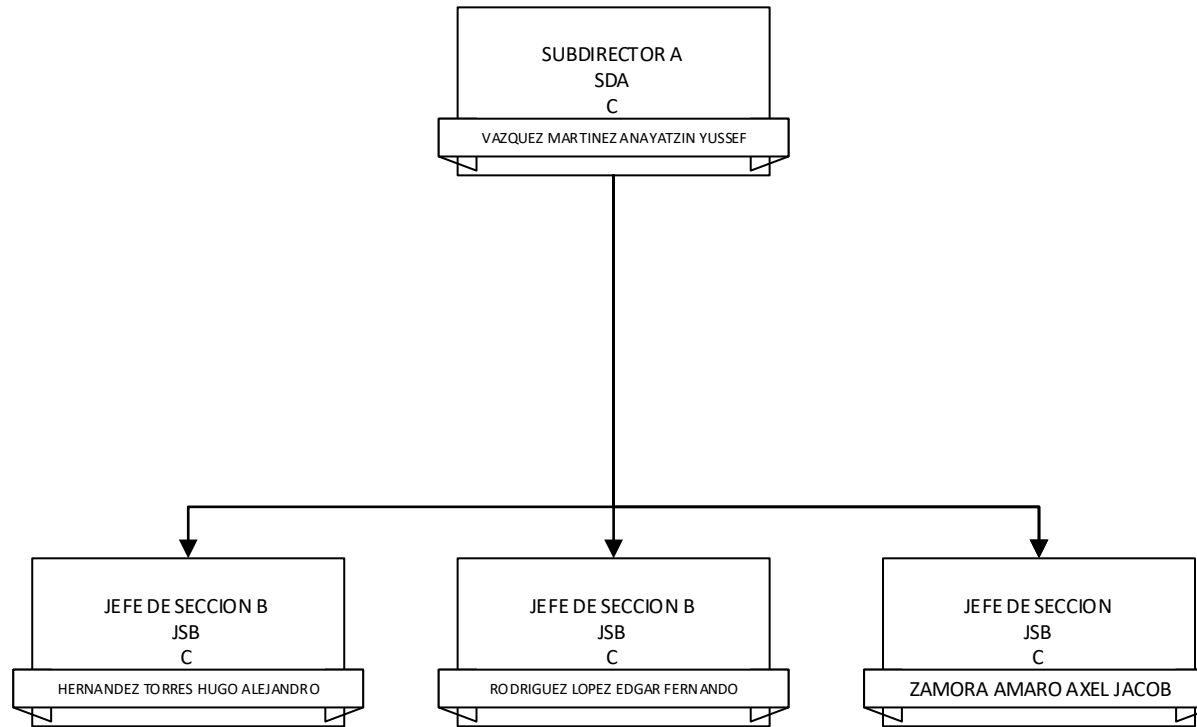 SUBDIRECTOR A
SDA
C
VAZQUEZ MARTINEZ ANAYATZIN YUSSEF
JEFE DE SECCION B
JSB
C
HERNANDEZ TORRES HUGO ALEJANDRO
JEFE DE SECCION B
JSB
C
RODRIGUEZ LOPEZ EDGAR FERNANDO
JEFE DE SECCION
JSB
C
ZAMORA AMARO AXEL JACOB